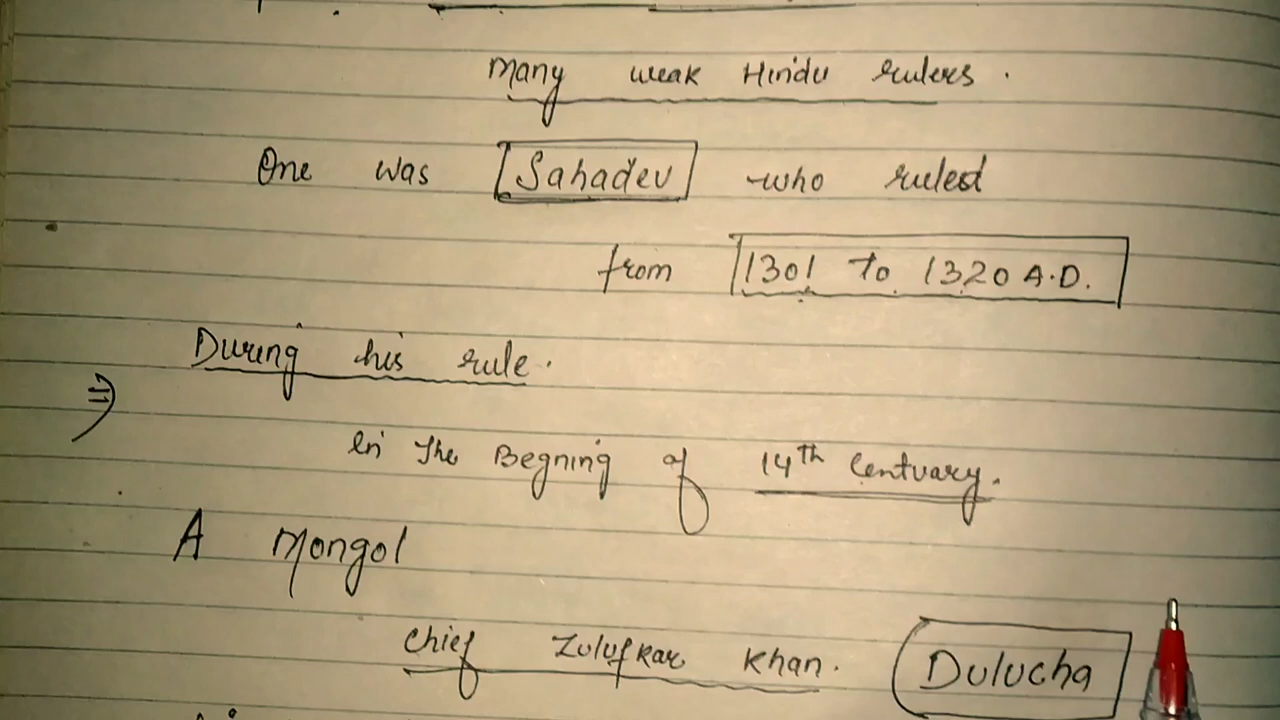 Many weak Hindu rulers.
One was Sahadev who ruled
from 1301 To 1320 A.D.
During his rule.
⇒
In The Begning of 14th Centuary.
A Mongol
Chief Zulufkar Khan. Dulucha